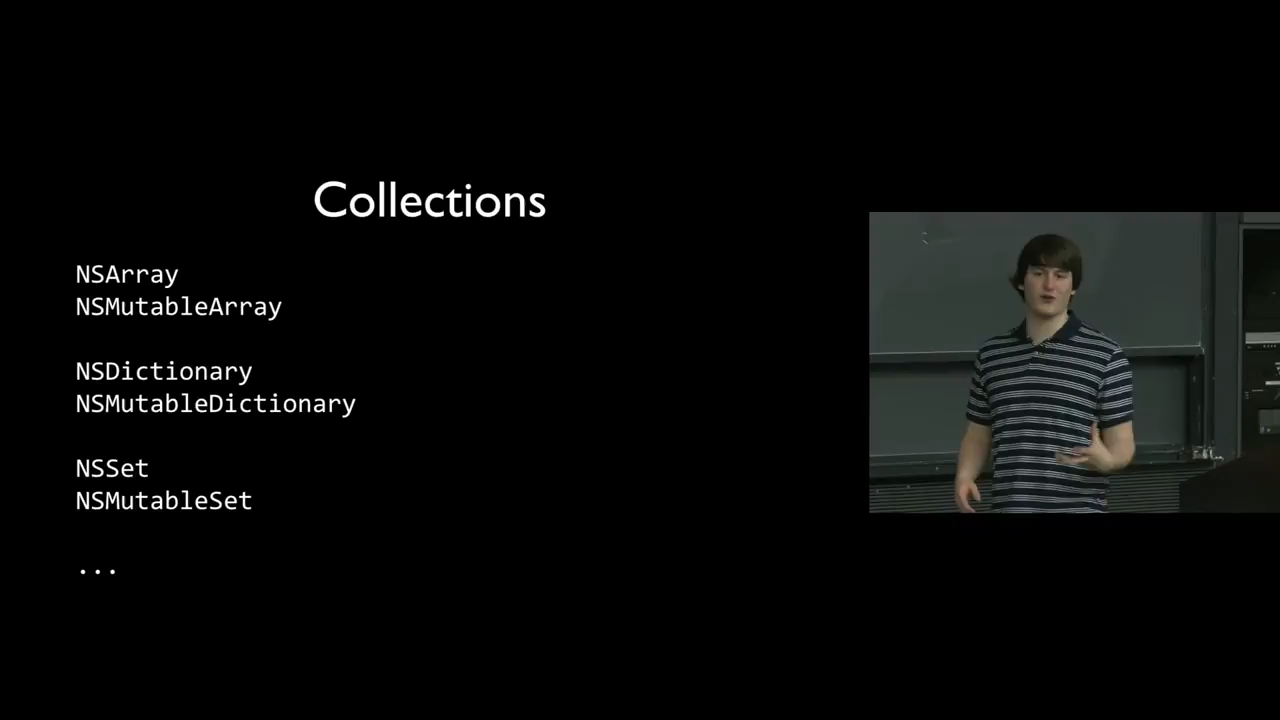 Collections
NSArray
NSMutableArray
NSDictionary
NSMutableDictionary
NSSet
NSMutableSet
...